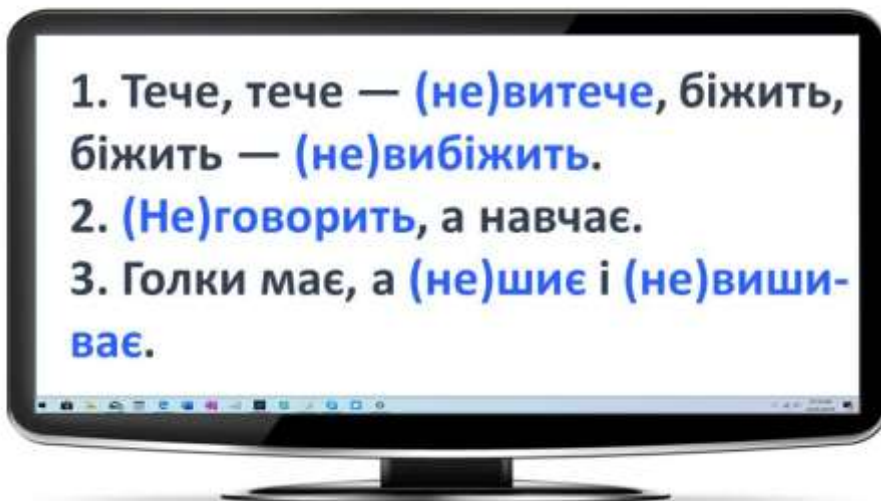 1. Тече, тече — (не)витече, біжить,
біжить — (не)вибіжить.
2. (Не)говорить, а навчає.
3. Голки має, а (не)шиє і (не)виши-
ває.